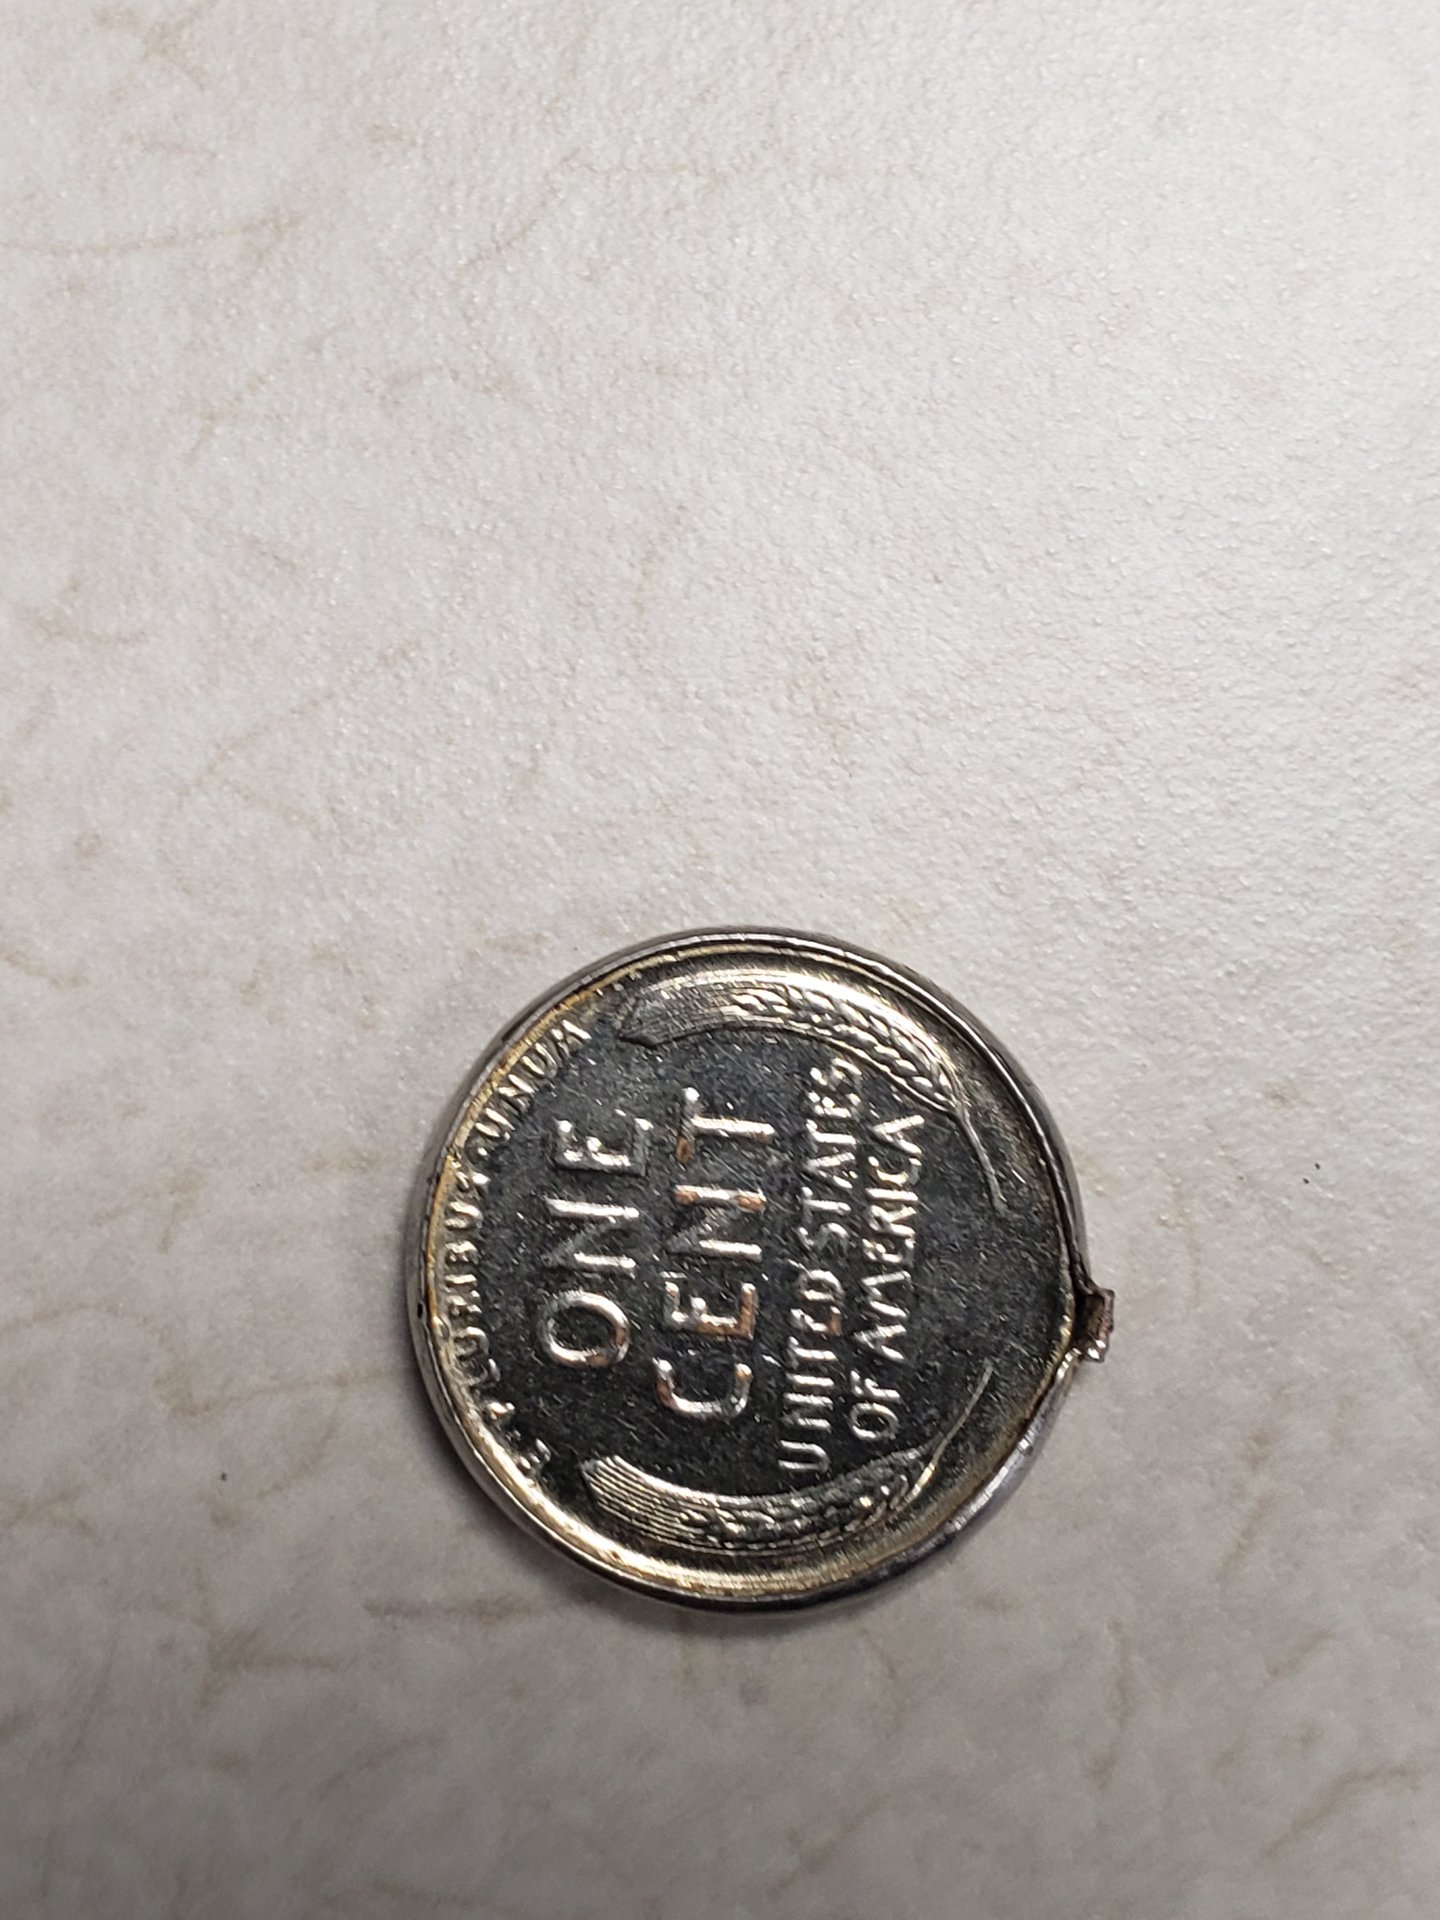 E PLURIBUS UNUM
ONE
CENT
UNITED STATES
OF AMERICA